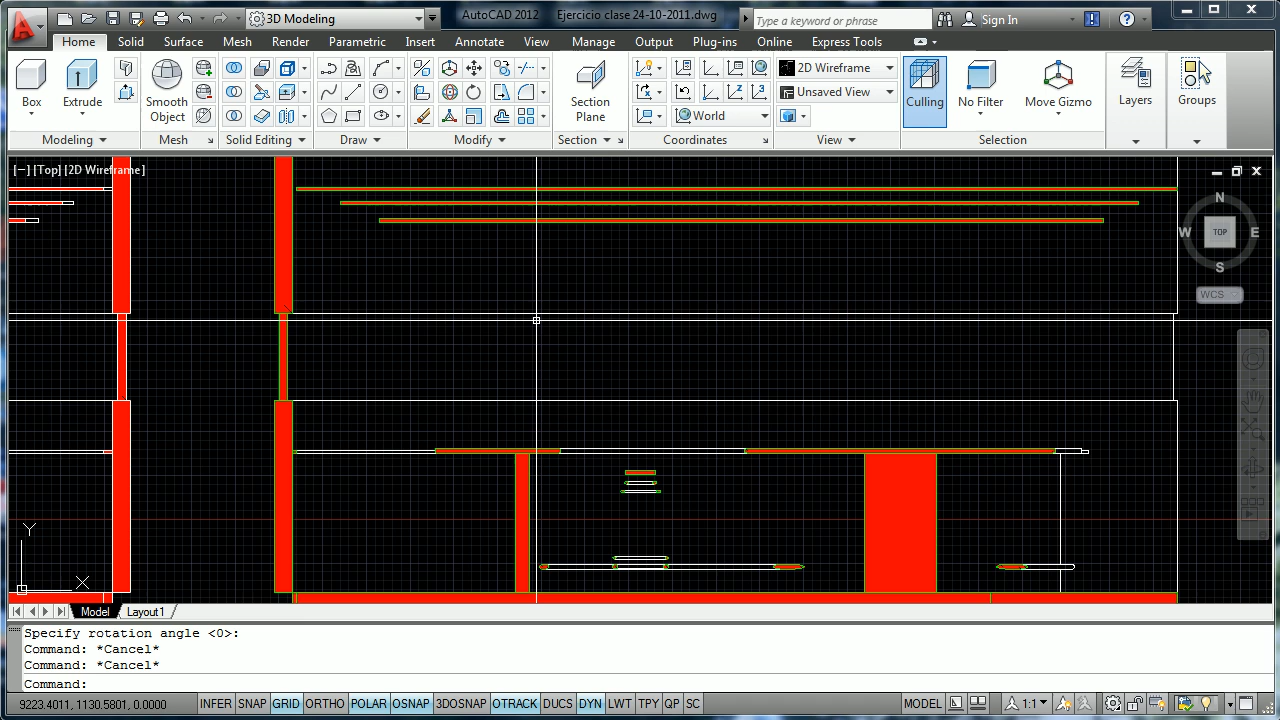 3D Modeling
AutoCAD 2012 Ejercicio clase 24-10-2011.dwg
Type a keyword or phrase
Sign In
Home Solid Surface Mesh Render Parametric Insert Annotate View Manage Output Plug-ins Online Express Tools
Box
Extrude
Smooth
Object
Section
Plane
World
2D Wireframe
Unsaved View
Culling
No Filter
Move Gizmo
Layers
Groups
Modeling Mesh Solid Editing Draw Modify Section Coordinates View Selection
[−] [Top] [2D Wireframe]
N
W TOP E
S
WCS
Y
X
Model Layout1
Specify rotation angle <0>:
Command: *Cancel*
Command: *Cancel*
Command:
9223.4011, 1130.5801, 0.0000 INFER SNAP GRID ORTHO POLAR OSNAP 3DOSNAP OTRACK DUCS DYN LWT TPY QP SC MODEL 1:1